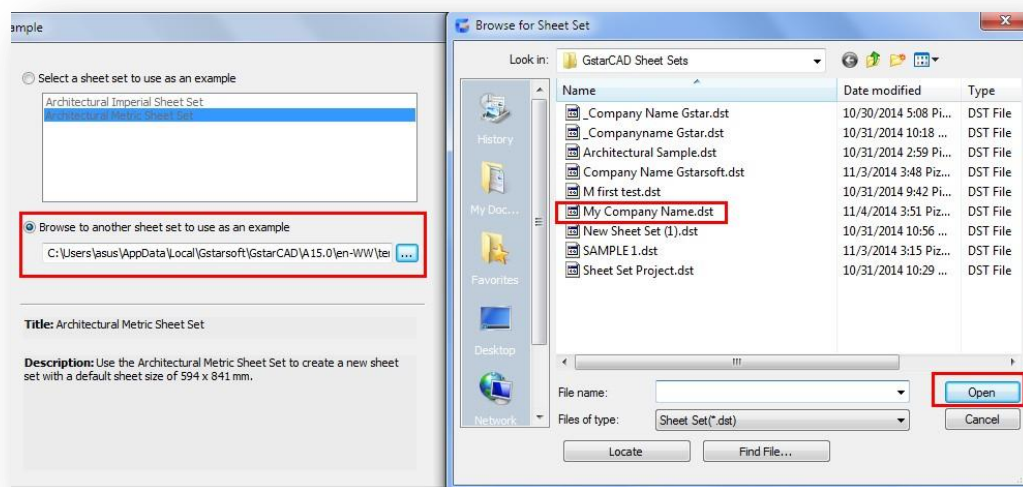 ample
Select a sheet set to use as an example
Architectural Imperial Sheet Set
Architectural Metric Sheet Set
Browse to another sheet set to use as an example
C:\Users\asus\AppData\Local\Gstarsoft\GstarCAD\A15.0\en-WW\te
...
Title: Architectural Metric Sheet Set
Description: Use the Architectural Metric Sheet Set to create a new sheet
set with a default sheet size of 594 x 841 mm.
Browse for Sheet Set
Look in: GstarCAD Sheet Sets
History
My Doc...
Favorites
Desktop
Network
Name Date modified Type
_Company Name Gstar.dst 10/30/2014 5:08 Pi... DST File
_Companyname Gstar.dst 10/31/2014 10:18 ... DST File
Architectural Sample.dst 10/31/2014 2:59 Pi... DST File
Company Name Gstarsoft.dst 11/3/2014 3:48 Piz... DST File
M first test.dst 10/31/2014 9:42 Pi... DST File
My Company Name.dst 11/4/2014 3:51 Piz... DST File
New Sheet Set (1).dst 10/31/2014 10:56 ... DST File
SAMPLE 1.dst 11/3/2014 3:15 Piz... DST File
Sheet Set Project.dst 10/31/2014 10:29 ... DST File
File name:
Open
Files of type: Sheet Set(*.dst)
Cancel
Locate
Find File...